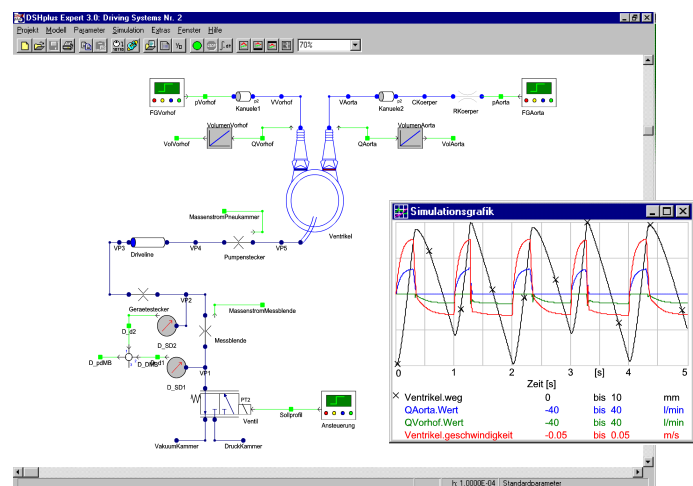 DSHplus Expert 3.0: Driving Systems Nr. 2
Projekt Modell Parameter Simulation Extras Fenster Hilfe
70%
pVorhof VVorhof VAorta CKoerper pAorta
p2 p2
FGVorhof Kanuele1 Kanuele2 RKoerper FGAorta
VolumenVorhof VolumenAorta
VolVorhof QVorhof QAorta VolAorta
MassenstromPneukammer
Ventrikel
VP3 VP4 VP5
Driveline Pumpenstecker
VP2
Geraetestecker
MassenstromMessblende
D_d2
D_SD2 Messblende
D_pdMB D_DMS D_d1 VP1
D_SD1
PT2
Ventil Sollprofil Ansteuerung
VakuumKammer DruckKammer
Simulationsgrafik
0 1 2 3 [s] 4 5
Zeit [s]
Ventrikel.weg 0 bis 10 mm
QAorta.Wert -40 bis 40 l/min
QVorhof.Wert -40 bis 40 l/min
Ventrikel.geschwindigkeit -0.05 bis 0.05 m/s
h: 1.0000E-04 Standardparameter